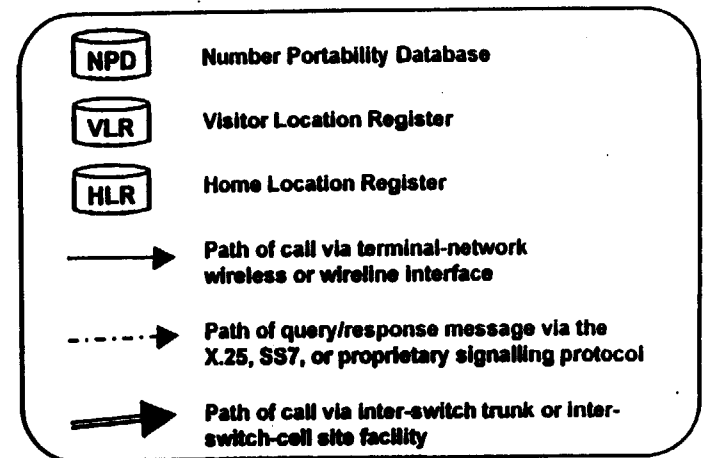 NPD Number Portability Database
VLR Visitor Location Register
HLR Home Location Register
Path of call via terminal-network
wireless or wireline interface
Path of query/response message via the
X.25, SS7, or proprietary signalling protocol
Path of call via inter-switch trunk or inter-
switch-cell site facility